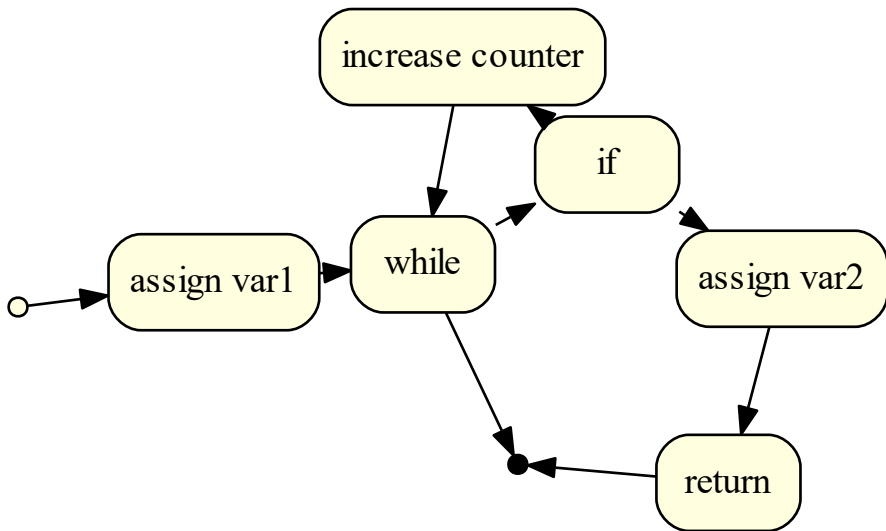 increase counter
if
assign var1
while
assign var2
return